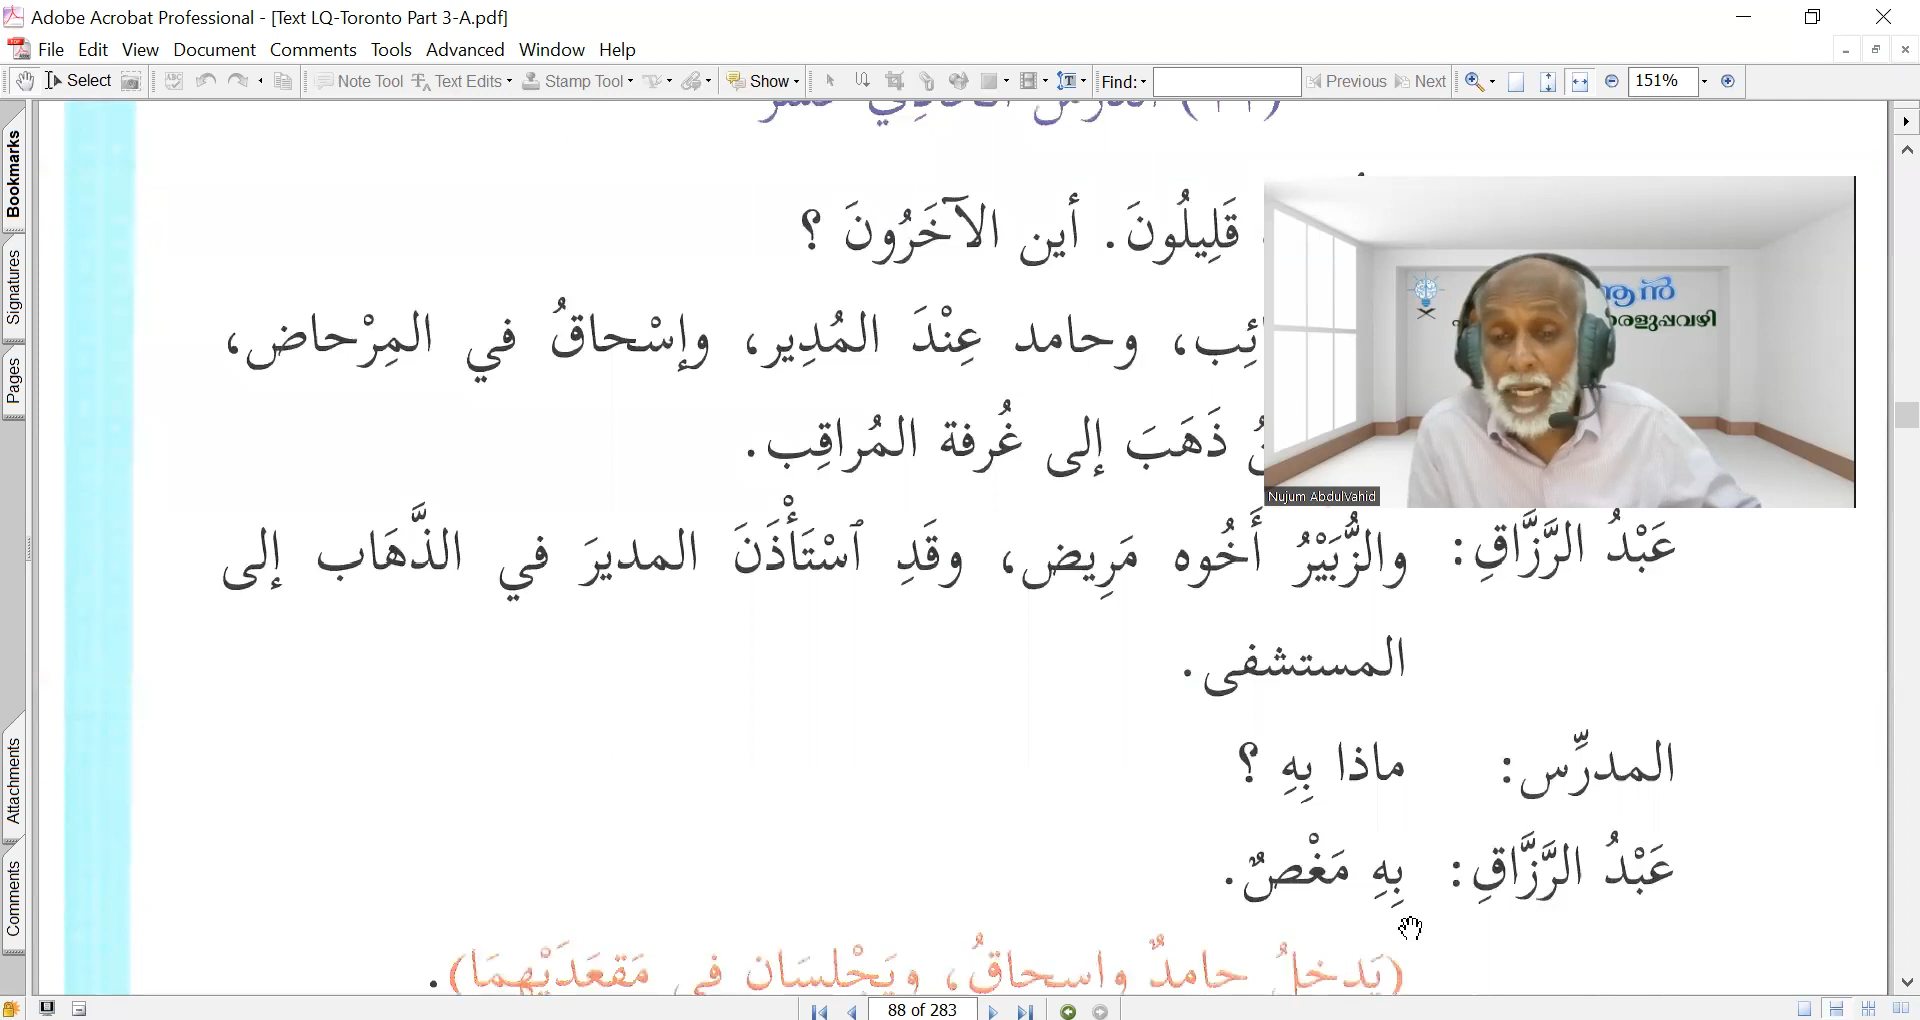 Adobe Acrobat Professional - [Text LQ-Toronto Part 3-A.pdf]
File Edit View Document Comments Tools Advanced Window Help
Select Note Tool Text Edits Stamp Tool Show Find: Previous Next 151%
Bookmarks
Signatures
Pages
Attachments
Comments
قَلِيلُونَ. أين الآخَرُونَ ؟
وحامد عِنْدَ المُدِير، وإسْحاقُ في المِرْحاض،
ذَهَبَ إلى غُرفة المُراقِب.
عَبْدُ الرَّزَّاقِ: والزُّبَيْرُ أَخُوه مَرِيض، وقَدِ ٱسْتَأْذَنَ المديرَ في الذَّهَاب إلى
المستشفى.
المدرِّس: ماذا بِهِ ؟
عَبْدُ الرَّزَّاقِ: بِهِ مَغْصٌ.
(يَدخلُ حامدٌ واسحاقُ، ويَجْلسَان في مَقعَدَيْهمَا).
Nujum AbdulVahid
88 of 283